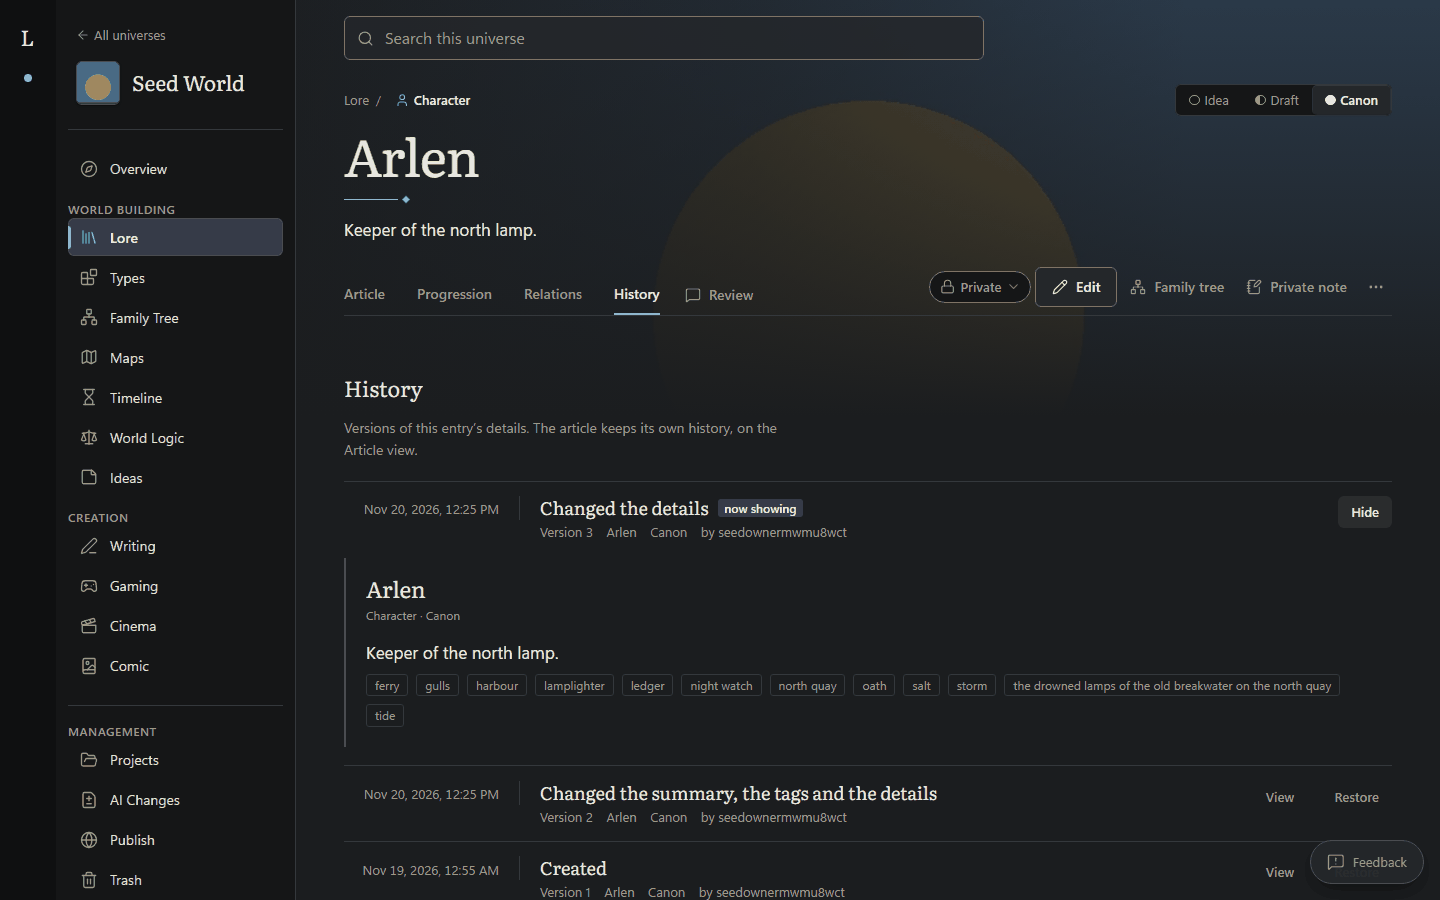 L
All universes
Seed World
Overview
WORLD BUILDING
Lore
Types
Family Tree
Maps
Timeline
World Logic
Ideas
CREATION
Writing
Gaming
Cinema
Comic
MANAGEMENT
Projects
AI Changes
Publish
Trash
Search this universe
Lore / Character
Idea Draft Canon
Arlen
Keeper of the north lamp.
Article Progression Relations History Review
Private Edit Family tree Private note
History
Versions of this entry’s details. The article keeps its own history, on the
Article view.
Nov 20, 2026, 12:25 PM
Changed the details now showing
Version 3 Arlen Canon by seedownermwmu8wct
Hide
Arlen
Character · Canon
Keeper of the north lamp.
ferry gulls harbour lamplighter ledger night watch north quay oath salt storm the drowned lamps of the old breakwater on the north quay
tide
Nov 20, 2026, 12:25 PM
Changed the summary, the tags and the details
Version 2 Arlen Canon by seedownermwmu8wct
View Restore
Nov 19, 2026, 12:55 AM
Created
Version 1 Arlen Canon by seedownermwmu8wct
View
Feedback